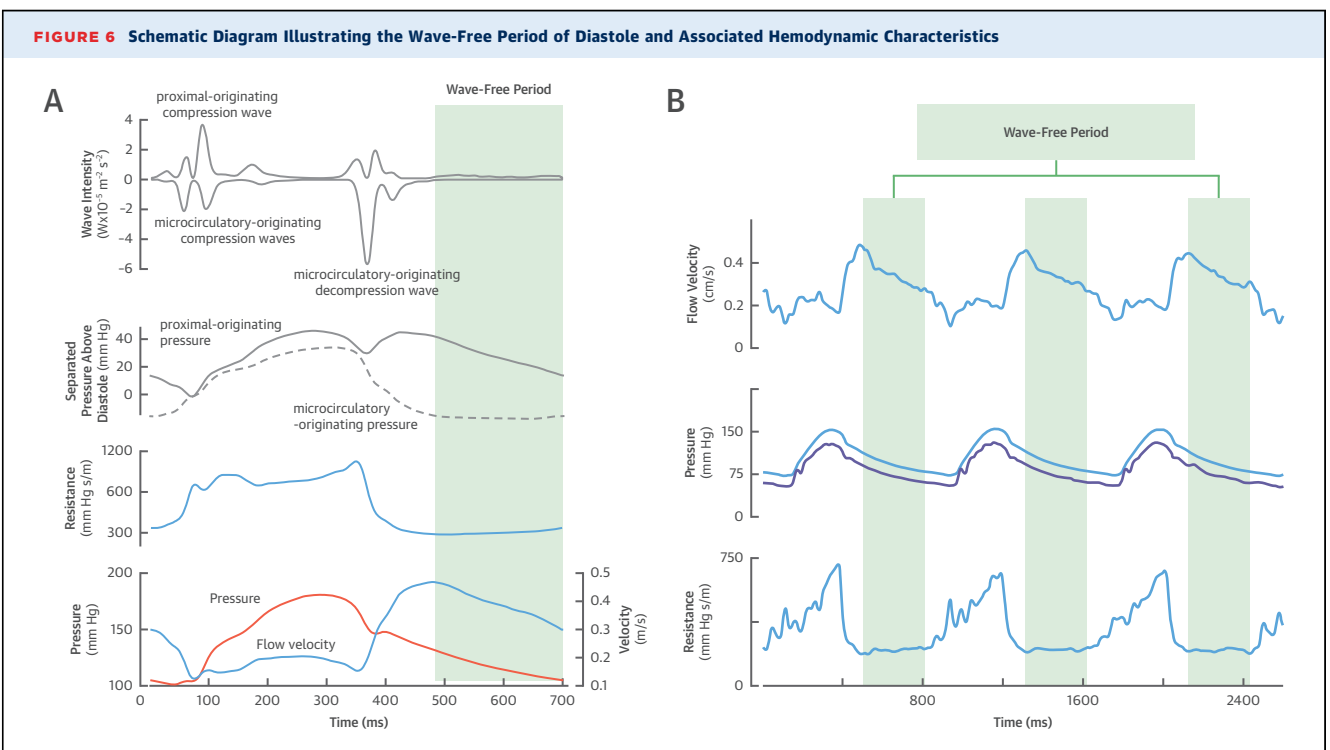 FIGURE 6 Schematic Diagram Illustrating the Wave-Free Period of Diastole and Associated Hemodynamic Characteristics
A
Wave-Free Period
proximal-originating
compression wave
4
2
0
-2
-4
-6
Wave Intensity
(Wx10⁻⁵ m⁻² s⁻²)
microcirculatory-originating
compression waves
microcirculatory-originating
decompression wave
proximal-originating
pressure
40
20
0
Separated
Pressure Above
Diastole (mm Hg)
microcirculatory
-originating pressure
1200
600
300
Resistance
(mm Hg s/m)
200
150
100
Pressure
(mm Hg)
Pressure
Flow velocity
0.5
0.4
0.3
0.2
0.1
Velocity
(m/s)
100 200 300 400 500 600 700
Time (ms)
B
Wave-Free Period
0.4
0.2
0
Flow Velocity
(cm/s)
150
75
0
Pressure
(mm Hg)
750
0
Resistance
(mm Hg s/m)
800 1600 2400
Time (ms)